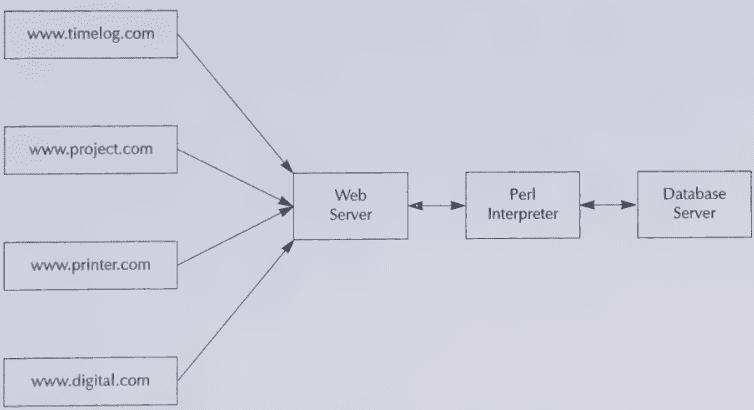 www.timelog.com
www.project.com
www.printer.com
www.digital.com
Web
Server
Perl
Interpreter
Database
Server